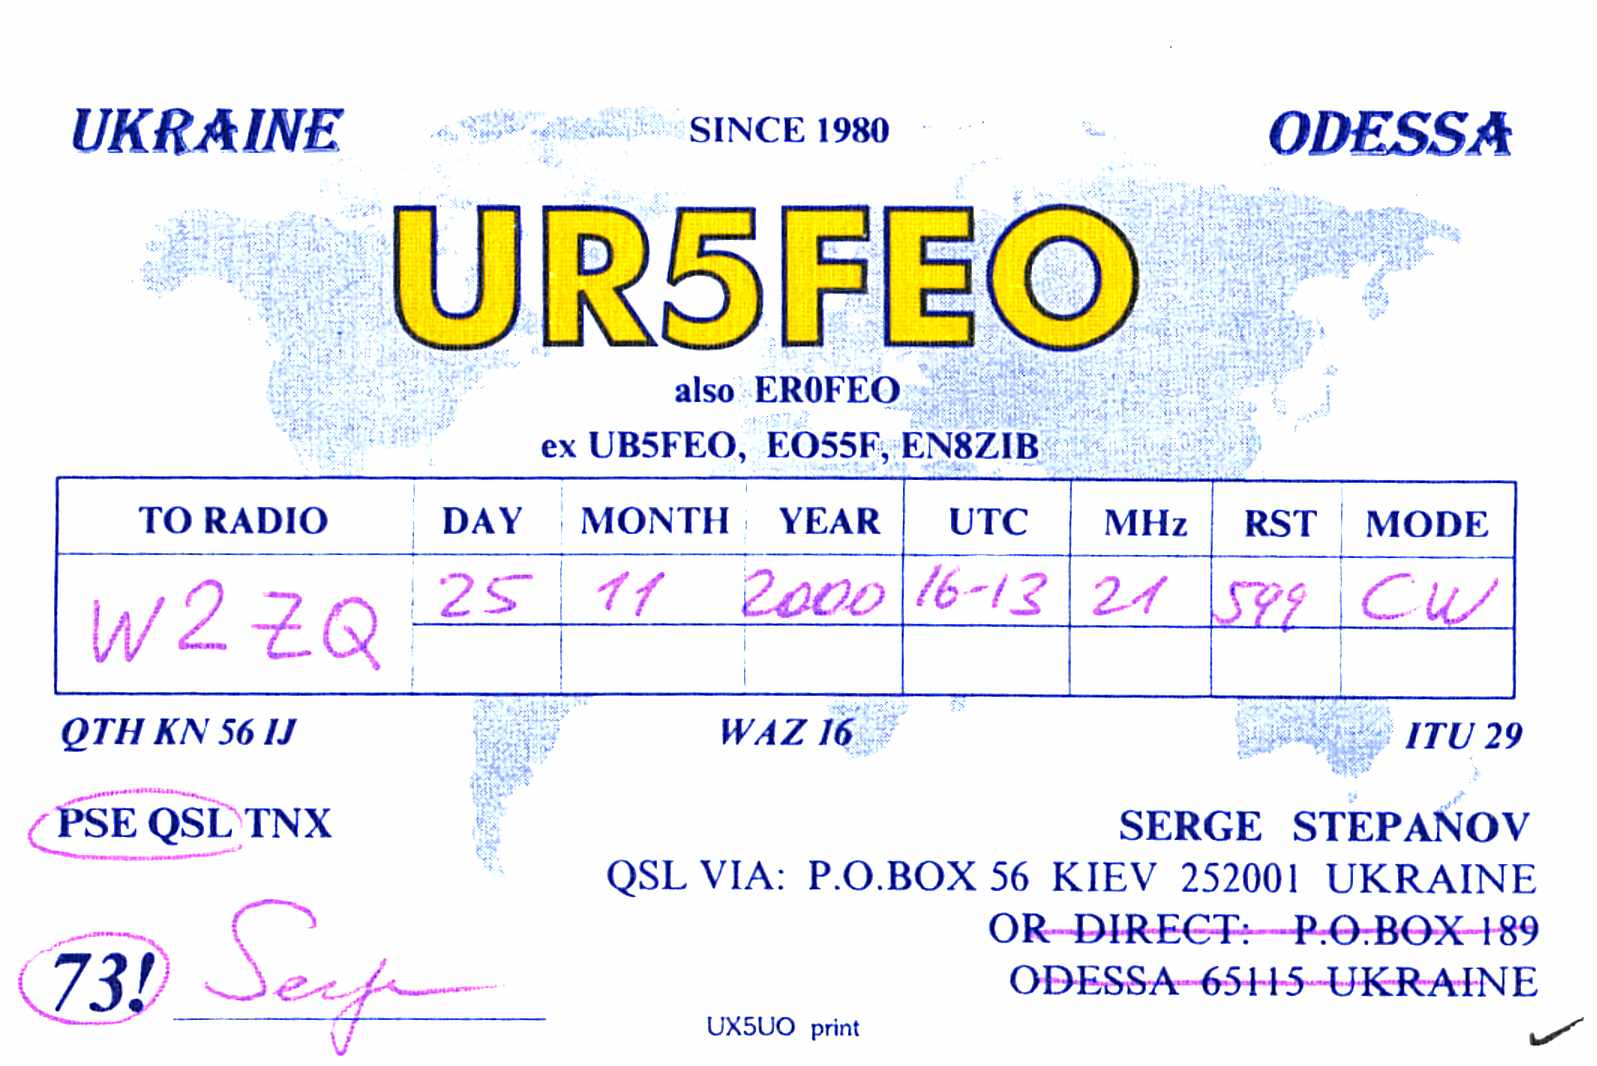 UKRAINE SINCE 1980 ODESSA
UR5FEO
also ER0FEO
ex UB5FEO, EO55F, EN8ZIB
TO RADIO DAY MONTH YEAR UTC MHz RST MODE
W2ZQ 25 11 2000 16-13 21 599 CW
QTH KN 56 IJ WAZ 16 ITU 29
PSE QSL TNX
SERGE STEPANOV
QSL VIA: P.O.BOX 56 KIEV 252001 UKRAINE
OR DIRECT: P.O.BOX 189
ODESSA 65115 UKRAINE
73! Serge
UX5UO print